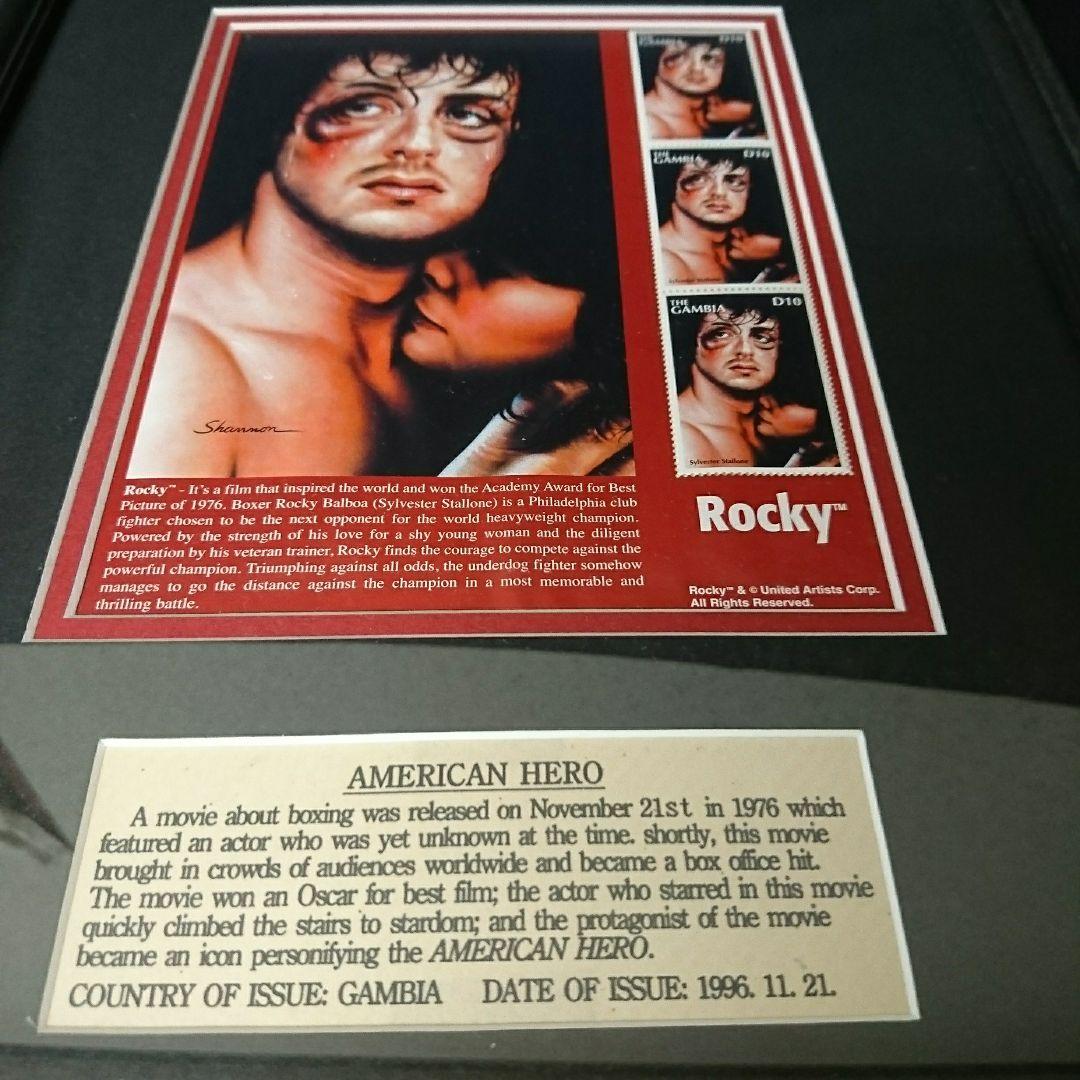 THE
GAMBIA D10
THE
GAMBIA D10
Sylvester Stallone
THE
GAMBIA D10
Sylvester Stallone
Shannon
Rocky™ - It's a film that inspired the world and won the Academy Award for Best
Picture of 1976. Boxer Rocky Balboa (Sylvester Stallone) is a Philadelphia club
fighter chosen to be the next opponent for the world heavyweight champion.
Powered by the strength of his love for a shy young woman and the diligent
preparation by his veteran trainer, Rocky finds the courage to compete against the
powerful champion. Triumphing against all odds, the underdog fighter somehow
manages to go the distance against the champion in a most memorable and
thrilling battle.
Rocky™
Rocky™ & © United Artists Corp.
All Rights Reserved.
AMERICAN HERO
A movie about boxing was released on November 21st in 1976 which
featured an actor who was yet unknown at the time. shortly, this movie
brought in crowds of audiences worldwide and became a box office hit.
The movie won an Oscar for best film; the actor who starred in this movie
quickly climbed the stairs to stardom; and the protagonist of the movie
became an icon personifying the AMERICAN HERO.
COUNTRY OF ISSUE: GAMBIA DATE OF ISSUE: 1996. 11. 21.